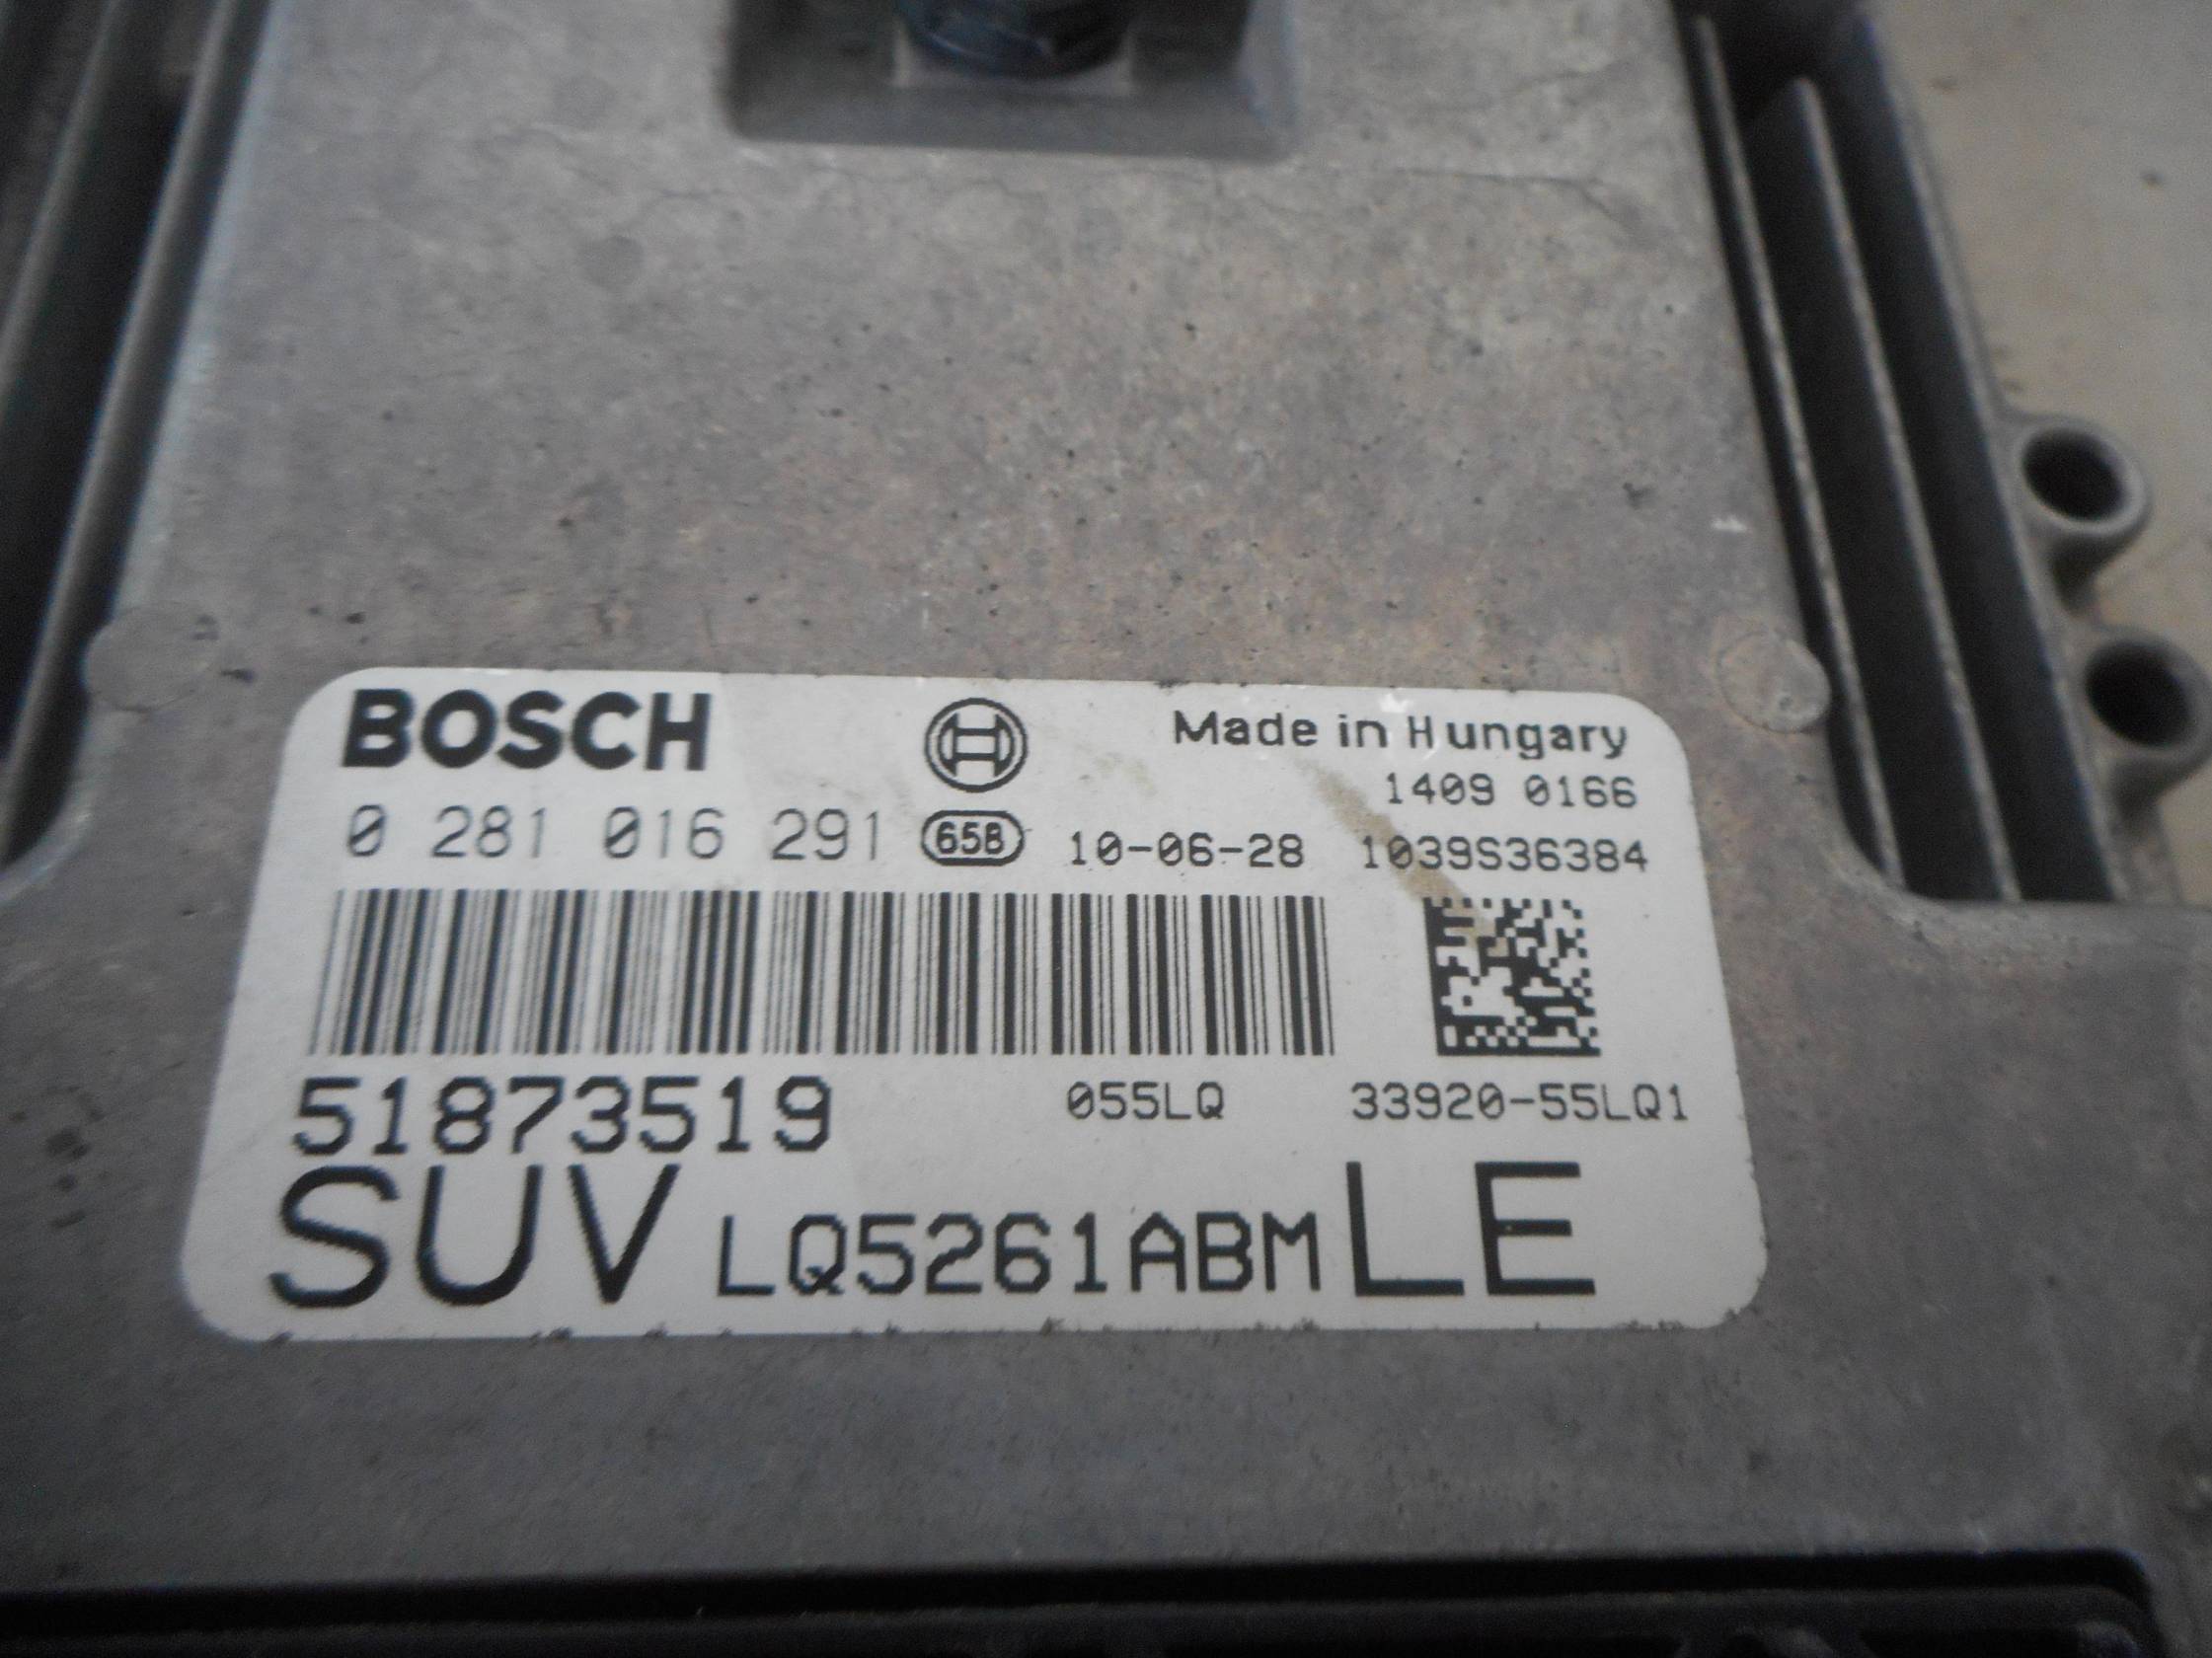 BOSCH
Made in Hungary
1409 0166
0 281 016 291 65B 10-06-28 1039S36384
51873519 055LQ 33920-55LQ1
SUV LQ5261ABM LE